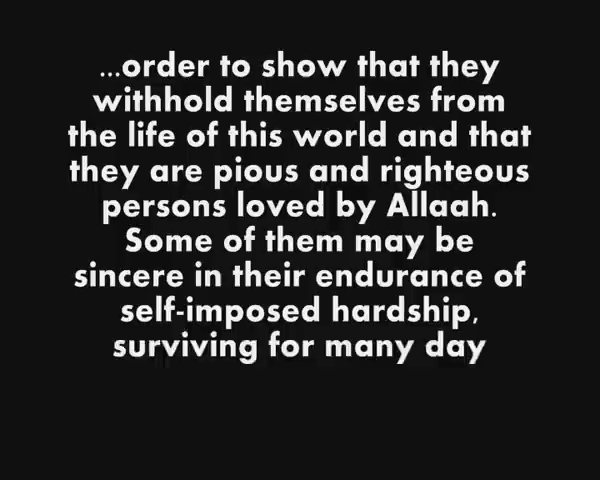 ...order to show that they
withhold themselves from
the life of this world and that
they are pious and righteous
persons loved by Allaah.
Some of them may be
sincere in their endurance of
self-imposed hardship,
surviving for many day